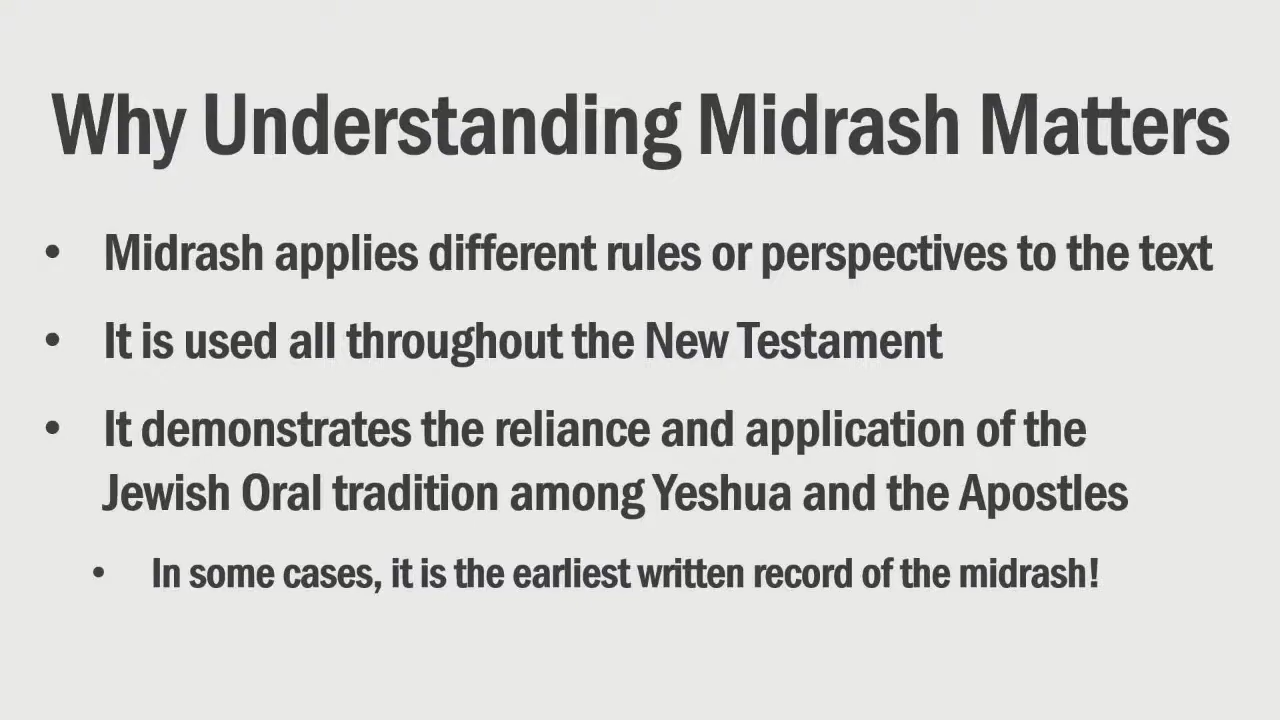 Why Understanding Midrash Matters
• Midrash applies different rules or perspectives to the text
• It is used all throughout the New Testament
• It demonstrates the reliance and application of the
Jewish Oral tradition among Yeshua and the Apostles
• In some cases, it is the earliest written record of the midrash!